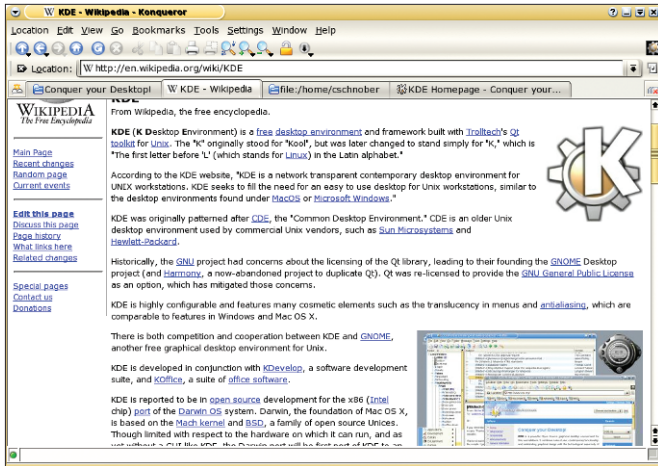 KDE - Wikipedia - Konqueror
Location Edit View Go Bookmarks Tools Settings Window Help
Location: http://en.wikipedia.org/wiki/KDE
Conquer your Desktop! KDE - Wikipedia file:/home/cschnober KDE Homepage - Conquer your...
WIKIPEDIA
The Free Encyclopedia
Main Page
Recent changes
Random page
Current events
Edit this page
Discuss this page
Page history
What links here
Related changes
Special pages
Contact us
Donations
KDE
From Wikipedia, the free encyclopedia.
KDE (K Desktop Environment) is a free desktop environment and framework built with Trolltech's Qt
toolkit for Unix. The "K" originally stood for "Kool", but was later changed to stand simply for "K," which is
"The first letter before 'L' (which stands for Linux) in the Latin alphabet."
According to the KDE website, "KDE is a network transparent contemporary desktop environment for
UNIX workstations. KDE seeks to fill the need for an easy to use desktop for Unix workstations, similar to
the desktop environments found under MacOS or Microsoft Windows."
KDE was originally patterned after CDE, the "Common Desktop Environment." CDE is an older Unix
desktop environment used by commercial Unix vendors, such as Sun Microsystems and
Hewlett-Packard.
Historically, the GNU project had concerns about the licensing of the Qt library, leading to their founding the GNOME Desktop
project (and Harmony, a now-abandoned project to duplicate Qt). Qt was re-licensed to provide the GNU General Public License
as an option, which has mitigated those concerns.
KDE is highly configurable and features many cosmetic elements such as the translucency in menus and antialiasing, which are
comparable to features in Windows and Mac OS X.
There is both competition and cooperation between KDE and GNOME,
another free graphical desktop environment for Unix.
KDE is developed in conjunction with KDevelop, a software development
suite, and KOffice, a suite of office software.
KDE is reported to be in open source development for the x86 (Intel
chip) port of the Darwin OS system. Darwin, the foundation of Mac OS X,
is based on the Mach kernel and BSD, a family of open source Unices.
Though limited with respect to the hardware on which it can run, and as
yet without a GUI like KDE, the Darwin port will be first port of KDE to an
Conquer your Desktop!